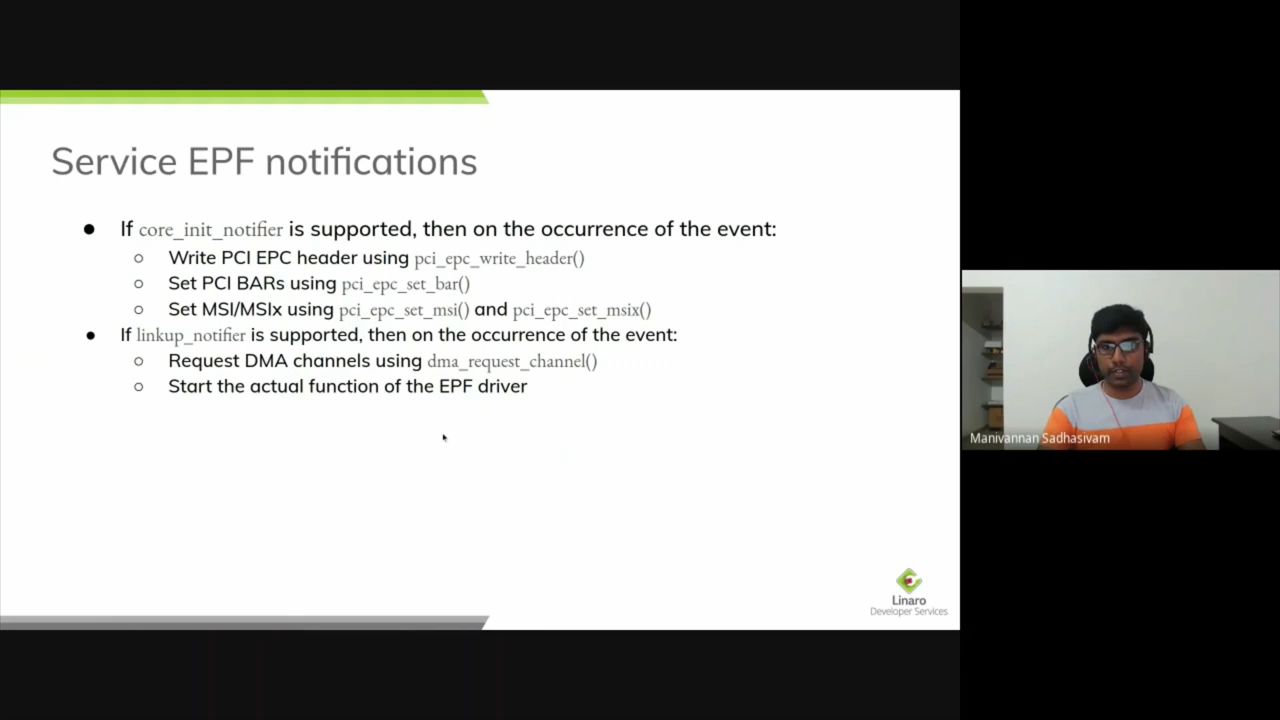 Service EPF notifications
● If core_init_notifier is supported, then on the occurrence of the event:
○ Write PCI EPC header using pci_epc_write_header()
○ Set PCI BARs using pci_epc_set_bar()
○ Set MSI/MSIx using pci_epc_set_msi() and pci_epc_set_msix()
● If linkup_notifier is supported, then on the occurrence of the event:
○ Request DMA channels using dma_request_channel()
○ Start the actual function of the EPF driver
Manivannan Sadhasivam
Linaro
Developer Services